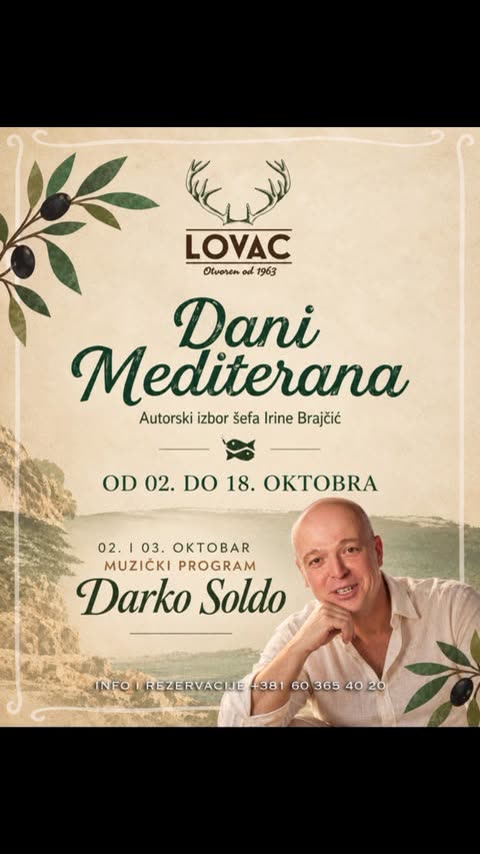 LOVAC
Otvoren od 1963
Dani
Mediterana
Autorski izbor šefa Irine Brajčić
OD 02. DO 18. OKTOBRA
02. I 03. OKTOBAR
MUZIČKI PROGRAM
Darko Soldo
INFO I REZERVACIJE +381 60 365 40 20